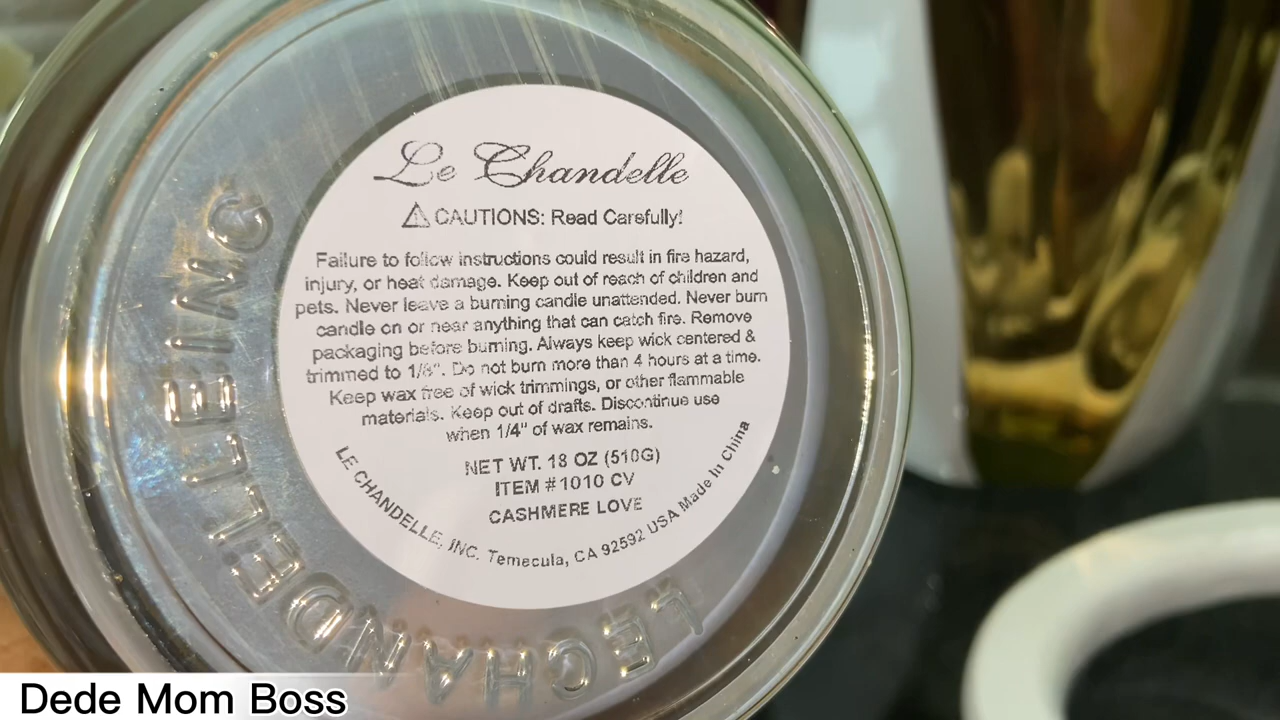 Le Chandelle
⚠ CAUTIONS: Read Carefully!
Failure to follow instructions could result in fire hazard,
injury, or heat damage. Keep out of reach of children and
pets. Never leave a burning candle unattended. Never burn
candle on or near anything that can catch fire. Remove
packaging before burning. Always keep wick centered &
trimmed to 1/8". Do not burn more than 4 hours at a time.
Keep wax free of wick trimmings, or other flammable
materials. Keep out of drafts. Discontinue use
when 1/4" of wax remains.
NET WT. 18 OZ (510G)
ITEM #1010 CV
CASHMERE LOVE
LE CHANDELLE, INC. Temecula, CA 92592 USA Made In China
LECHANDELLEING
Dede Mom Boss